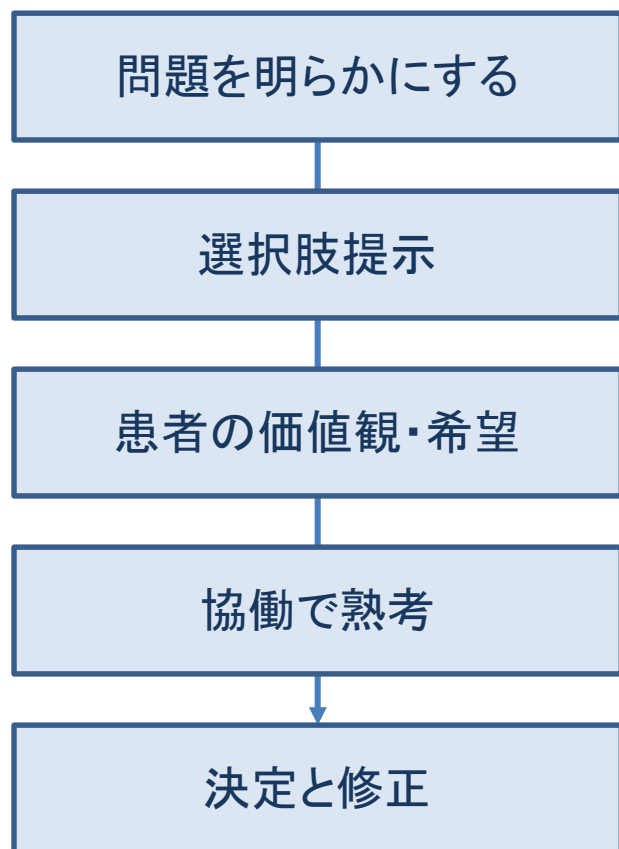 問題を明らかにする
選択肢提示
患者の価値観・希望
協働で熟考
決定と修正